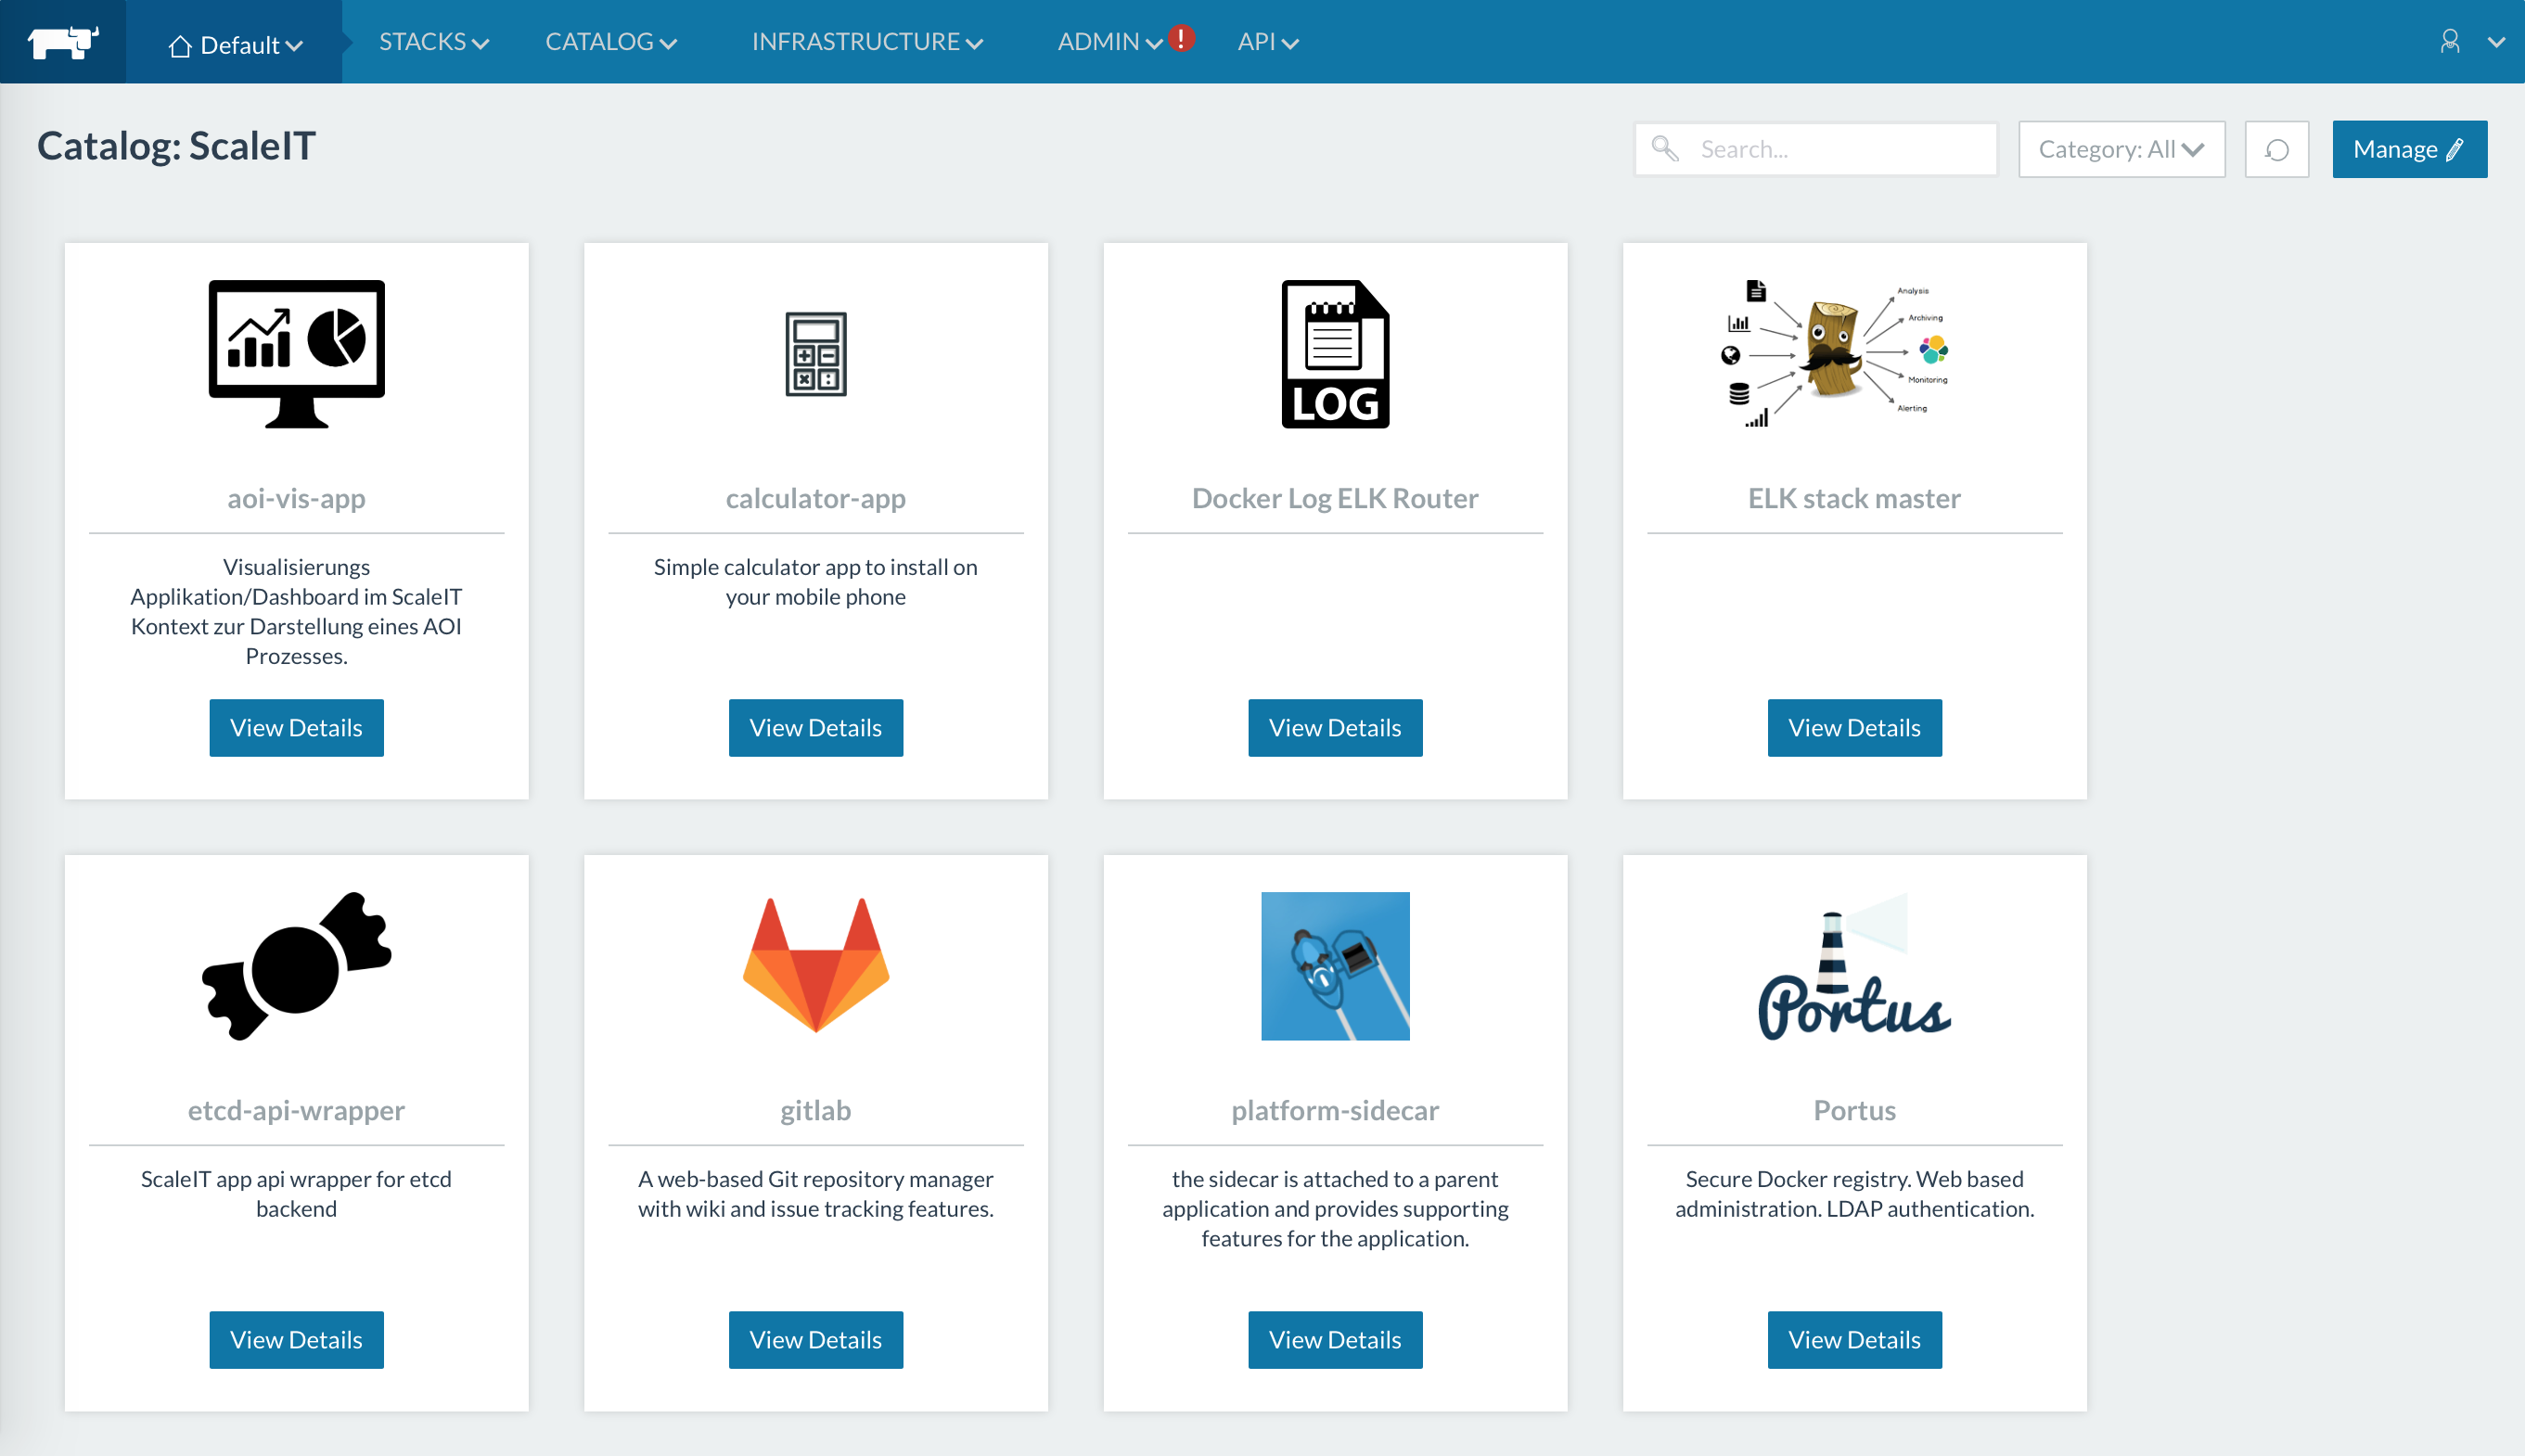 Default STACKS CATALOG INFRASTRUCTURE ADMIN ! API
Catalog: ScaleIT
Search... Category: All Manage
LOG
Analysis
Archiving
Monitoring
Alerting
aoi-vis-app
Visualisierungs
Applikation/Dashboard im ScaleIT
Kontext zur Darstellung eines AOI
Prozesses.
View Details
calculator-app
Simple calculator app to install on
your mobile phone
View Details
Docker Log ELK Router
View Details
ELK stack master
View Details
etcd-api-wrapper
ScaleIT app api wrapper for etcd
backend
View Details
gitlab
A web-based Git repository manager
with wiki and issue tracking features.
View Details
platform-sidecar
the sidecar is attached to a parent
application and provides supporting
features for the application.
View Details
Portus
Portus
Secure Docker registry. Web based
administration. LDAP authentication.
View Details